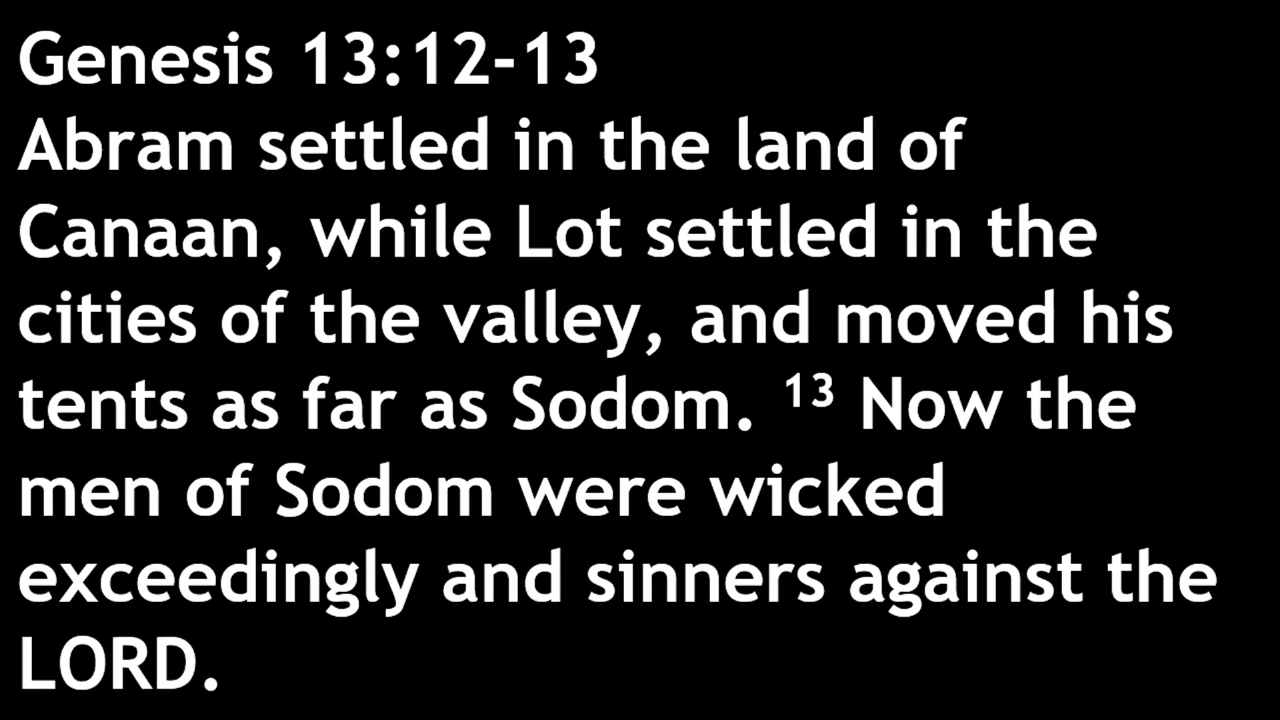 Genesis 13:12-13
Abram settled in the land of
Canaan, while Lot settled in the
cities of the valley, and moved his
tents as far as Sodom. ¹³ Now the
men of Sodom were wicked
exceedingly and sinners against the
LORD.